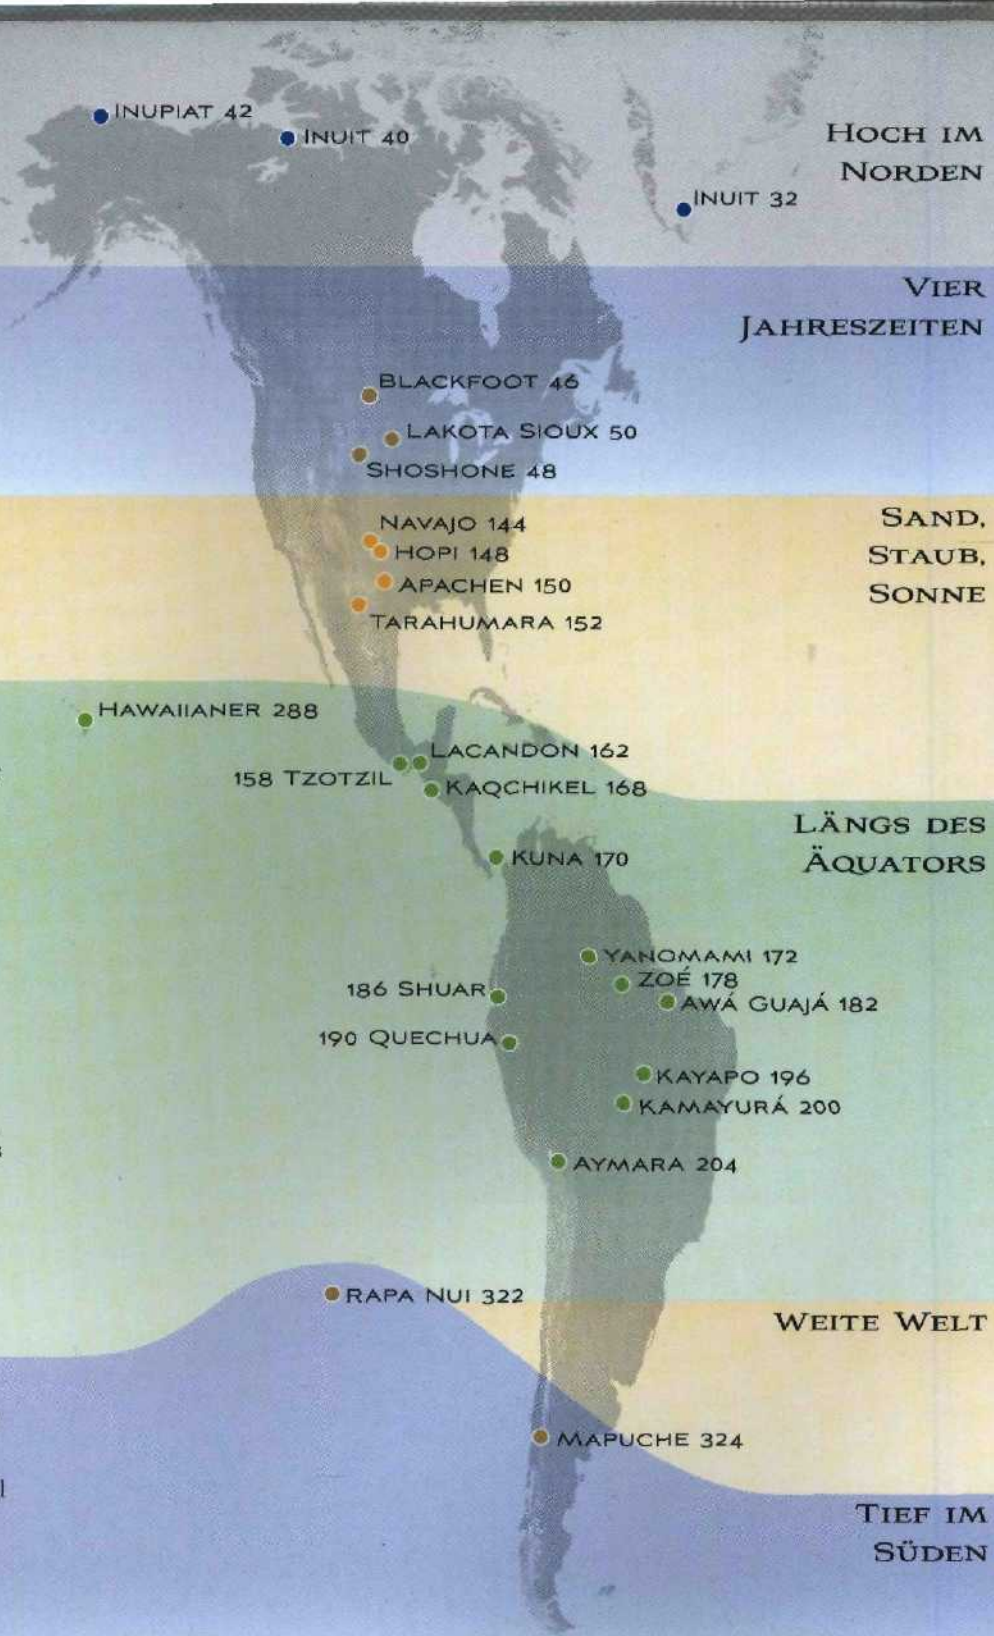 INUPIAT 42
INUIT 40
HOCH IM
NORDEN
INUIT 32
VIER
JAHRESZEITEN
BLACKFOOT 46
LAKOTA SIOUX 50
SHOSHONE 48
SAND,
STAUB,
SONNE
NAVAJO 144
HOPI 148
APACHEN 150
TARAHUMARA 152
HAWAIIANER 288
LACANDON 162
158 TZOTZIL
KAQCHIKEL 168
LÄNGS DES
ÄQUATORS
KUNA 170
YANOMAMI 172
ZOÉ 178
186 SHUAR
AWÁ GUAJÁ 182
190 QUECHUA
KAYAPO 196
KAMAYURÁ 200
AYMARA 204
RAPA NUI 322
WEITE WELT
MAPUCHE 324
TIEF IM
SÜDEN